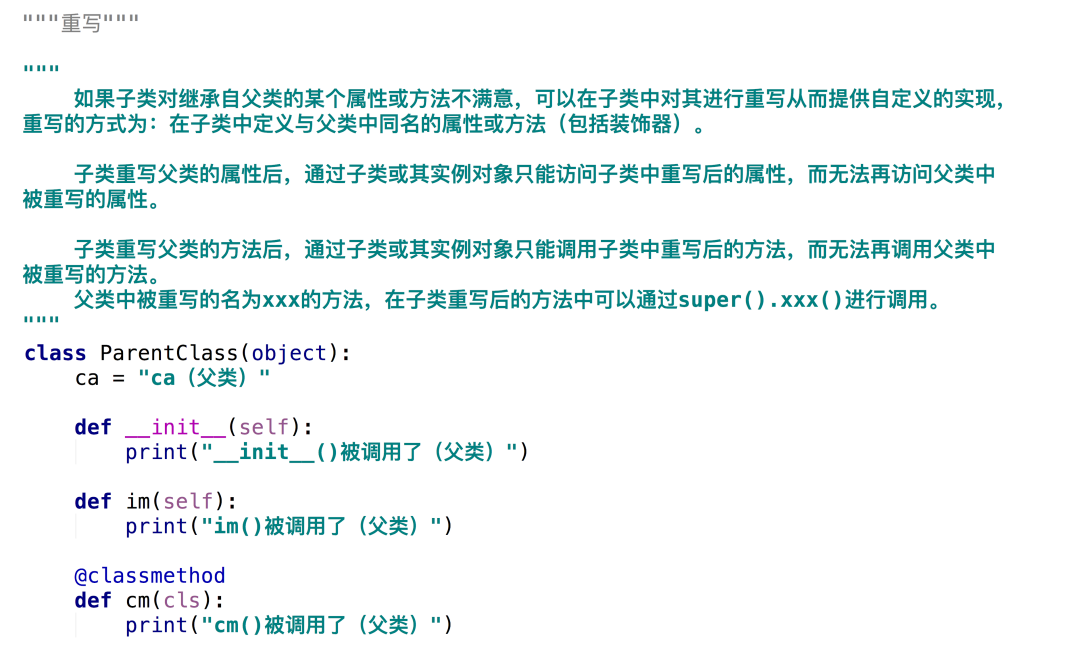 """重写"""
"""
    如果子类对继承自父类的某个属性或方法不满意，可以在子类中对其进行重写从而提供自定义的实现，
重写的方式为：在子类中定义与父类中同名的属性或方法（包括装饰器）。
    子类重写父类的属性后，通过子类或其实例对象只能访问子类中重写后的属性，而无法再访问父类中
被重写的属性。
    子类重写父类的方法后，通过子类或其实例对象只能调用子类中重写后的方法，而无法再调用父类中
被重写的方法。
    父类中被重写的名为xxx的方法，在子类重写后的方法中可以通过super().xxx()进行调用。
"""
class ParentClass(object):
    ca = "ca（父类）"
    def __init__(self):
        print("__init__()被调用了（父类）")
    def im(self):
        print("im()被调用了（父类）")
    @classmethod
    def cm(cls):
        print("cm()被调用了（父类）")